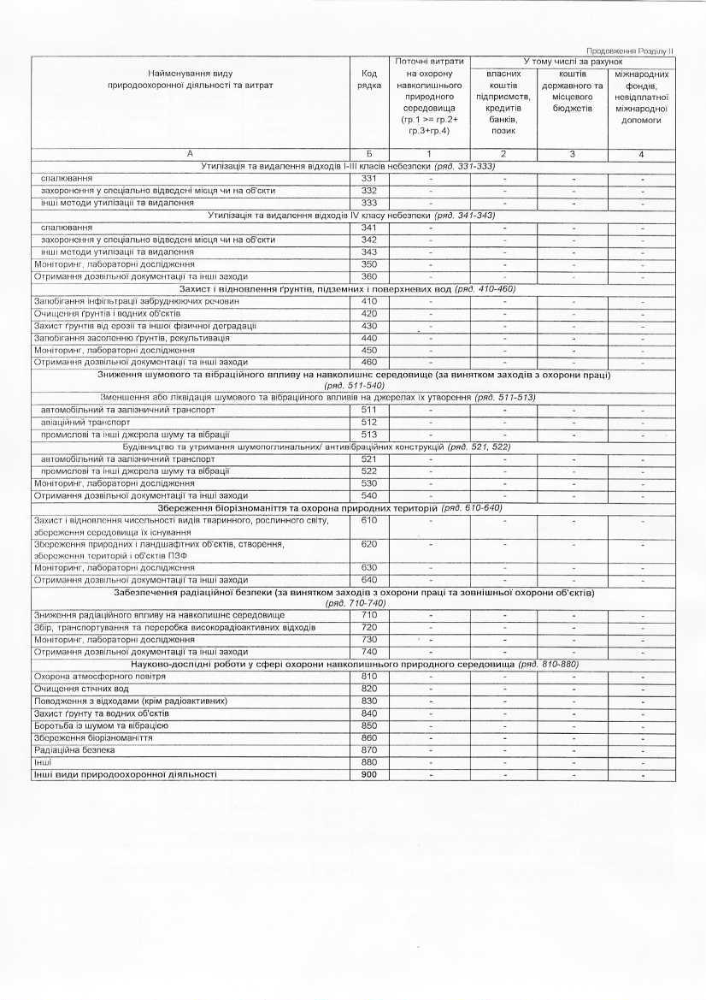 Продовження Розділу II
Найменування виду
природоохоронної діяльності та витрат
Код
рядка
Поточні витрати
на охорону
навколишнього
природного
середовища
(гр.1 >= гр.2+
гр.3+гр.4)
У тому числі за рахунок
власних
коштів
підприємств,
кредитів
банків,
позик
коштів
державного та
місцевого
бюджетів
міжнародних
фондів,
невідплатної
міжнародної
допомоги
А Б 1 2 3 4
Утилізація та видалення відходів І-ІІІ класів небезпеки (ряд. 331-333)
спалювання 331 - - - -
захоронення у спеціально відведені місця чи на об'єкти 332 - - - -
інші методи утилізації та видалення 333 - - - -
Утилізація та видалення відходів IV класу небезпеки (ряд. 341-343)
спалювання 341 - - - -
захоронення у спеціально відведені місця чи на об'єкти 342 - - - -
інші методи утилізації та видалення 343 - - - -
Моніторинг, лабораторні дослідження 350 - - - -
Отримання дозвільної документації та інші заходи 360 - - - -
Захист і відновлення ґрунтів, підземних і поверхневих вод (ряд. 410-460)
Запобігання інфільтрації забруднюючих речовин 410 - - - -
Очищення ґрунтів і водних об'єктів 420 - - - -
Захист ґрунтів від ерозії та іншої фізичної деградації 430 - - - -
Запобігання засоленню ґрунтів, рекультивація 440 - - - -
Моніторинг, лабораторні дослідження 450 - - - -
Отримання дозвільної документації та інші заходи 460 - - - -
Зниження шумового та вібраційного впливу на навколишнє середовище (за винятком заходів з охорони праці)
(ряд. 511-540)
Зменшення або ліквідація шумового та вібраційного впливів на джерелах їх утворення (ряд. 511-513)
автомобільний та залізничний транспорт 511 - - - -
авіаційний транспорт 512 - - - -
промислові та інші джерела шуму та вібрації 513 - - - -
Будівництво та утримання шумопоглинальних/ антивібраційних конструкцій (ряд. 521, 522)
автомобільний та залізничний транспорт 521 - - - -
промислові та інші джерела шуму та вібрації 522 - - - -
Моніторинг, лабораторні дослідження 530 - - - -
Отримання дозвільної документації та інші заходи 540 - - - -
Збереження біорізноманіття та охорона природних територій (ряд. 610-640)
Захист і відновлення чисельності видів тваринного, рослинного світу, 610 - - - -
збереження середовища їх існування
Збереження природних і ландшафтних об'єктів, створення, 620 - - - -
збереження територій і об'єктів ПЗФ
Моніторинг, лабораторні дослідження 630 - - - -
Отримання дозвільної документації та інші заходи 640 - - - -
Забезпечення радіаційної безпеки (за винятком заходів з охорони праці та зовнішньої охорони об'єктів)
(ряд. 710-740)
Зниження радіаційного впливу на навколишнє середовище 710 - - - -
Збір, транспортування та переробка високорадіоактивних відходів 720 - - - -
Моніторинг, лабораторні дослідження 730 - - - -
Отримання дозвільної документації та інші заходи 740 - - - -
Науково-дослідні роботи у сфері охорони навколишнього природного середовища (ряд. 810-880)
Охорона атмосферного повітря 810 - - - -
Очищення стічних вод 820 - - - -
Поводження з відходами (крім радіоактивних) 830 - - - -
Захист ґрунту та водних об'єктів 840 - - - -
Боротьба із шумом та вібрацією 850 - - - -
Збереження біорізноманіття 860 - - - -
Радіаційна безпека 870 - - - -
Інші 880 - - - -
Інші види природоохоронної діяльності 900 - - - -